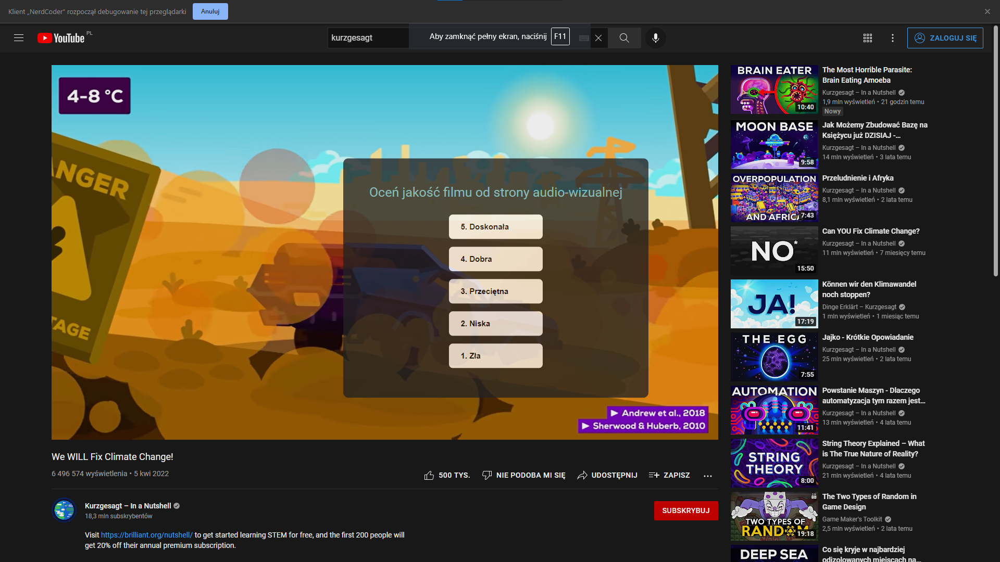 Klient „NerdCoder” rozpoczął debugowanie tej przeglądarki
Anuluj
YouTube PL
kurzgesagt
Aby zamknąć pełny ekran, naciśnij F11
ZALOGUJ SIĘ
4-8 °C
ANGER
TAGE
Oceń jakość filmu od strony audio-wizualnej
5. Doskonała
4. Dobra
3. Przeciętna
2. Niska
1. Zła
► Andrew et al., 2018
► Sherwood & Huberb, 2010
We WILL Fix Climate Change!
6 496 574 wyświetlenia • 5 kwi 2022
500 TYS.
NIE PODOBA MI SIĘ
UDOSTĘPNIJ
ZAPISZ
Kurzgesagt – In a Nutshell
18,3 mln subskrybentów
SUBSKRYBUJ
Visit https://brilliant.org/nutshell/ to get started learning STEM for free, and the first 200 people will
get 20% off their annual premium subscription.
BRAIN EATER
10:40
The Most Horrible Parasite:
Brain Eating Amoeba
Kurzgesagt – In a Nutshell
1,9 mln wyświetleń • 21 godzin temu
Nowy
MOON BASE
9:58
Jak Możemy Zbudować Bazę na
Księżycu już DZISIAJ -...
Kurzgesagt – In a Nutshell
14 mln wyświetleń • 3 lata temu
OVERPOPULATION
AND AFRICA
7:43
Przeludnienie i Afryka
Kurzgesagt – In a Nutshell
8,1 mln wyświetleń • 2 lata temu
NO*
15:50
Can YOU Fix Climate Change?
Kurzgesagt – In a Nutshell
11 mln wyświetleń • 7 miesięcy temu
JA!
17:19
Können wir den Klimawandel
noch stoppen?
Dinge Erklärt – Kurzgesagt
1 mln wyświetleń • 1 miesiąc temu
THE EGG
7:55
Jajko - Krótkie Opowiadanie
Kurzgesagt – In a Nutshell
25 mln wyświetleń • 2 lata temu
AUTOMATION
11:41
Powstanie Maszyn - Dlaczego
automatyzacja tym razem jest...
Kurzgesagt – In a Nutshell
13 mln wyświetleń • 4 lata temu
STRING
THEORY
8:00
String Theory Explained – What
is The True Nature of Reality?
Kurzgesagt – In a Nutshell
21 mln wyświetleń • 4 lata temu
TWO TYPES OF
RANDOM
19:18
The Two Types of Random in
Game Design
Game Maker's Toolkit
2,5 mln wyświetleń • 2 lata temu
DEEP SEA
Co się kryje w najbardziej
odizolowanych miejscach na...